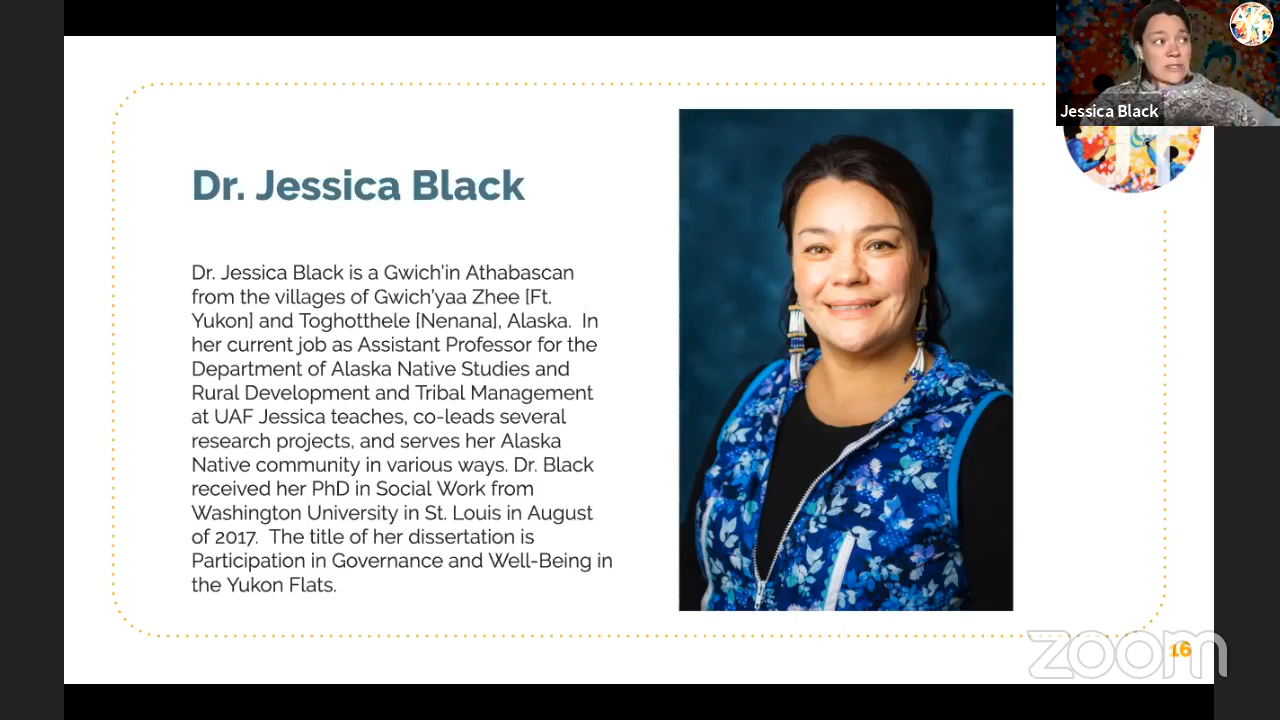 Jessica Black
Dr. Jessica Black
Dr. Jessica Black is a Gwich'in Athabascan
from the villages of Gwich'yaa Zhee [Ft.
Yukon] and Toghotthele [Nenana], Alaska.  In
her current job as Assistant Professor for the
Department of Alaska Native Studies and
Rural Development and Tribal Management
at UAF Jessica teaches, co-leads several
research projects, and serves her Alaska
Native community in various ways. Dr. Black
received her PhD in Social Work from
Washington University in St. Louis in August
of 2017.  The title of her dissertation is
Participation in Governance and Well-Being in
the Yukon Flats.
zoom
16